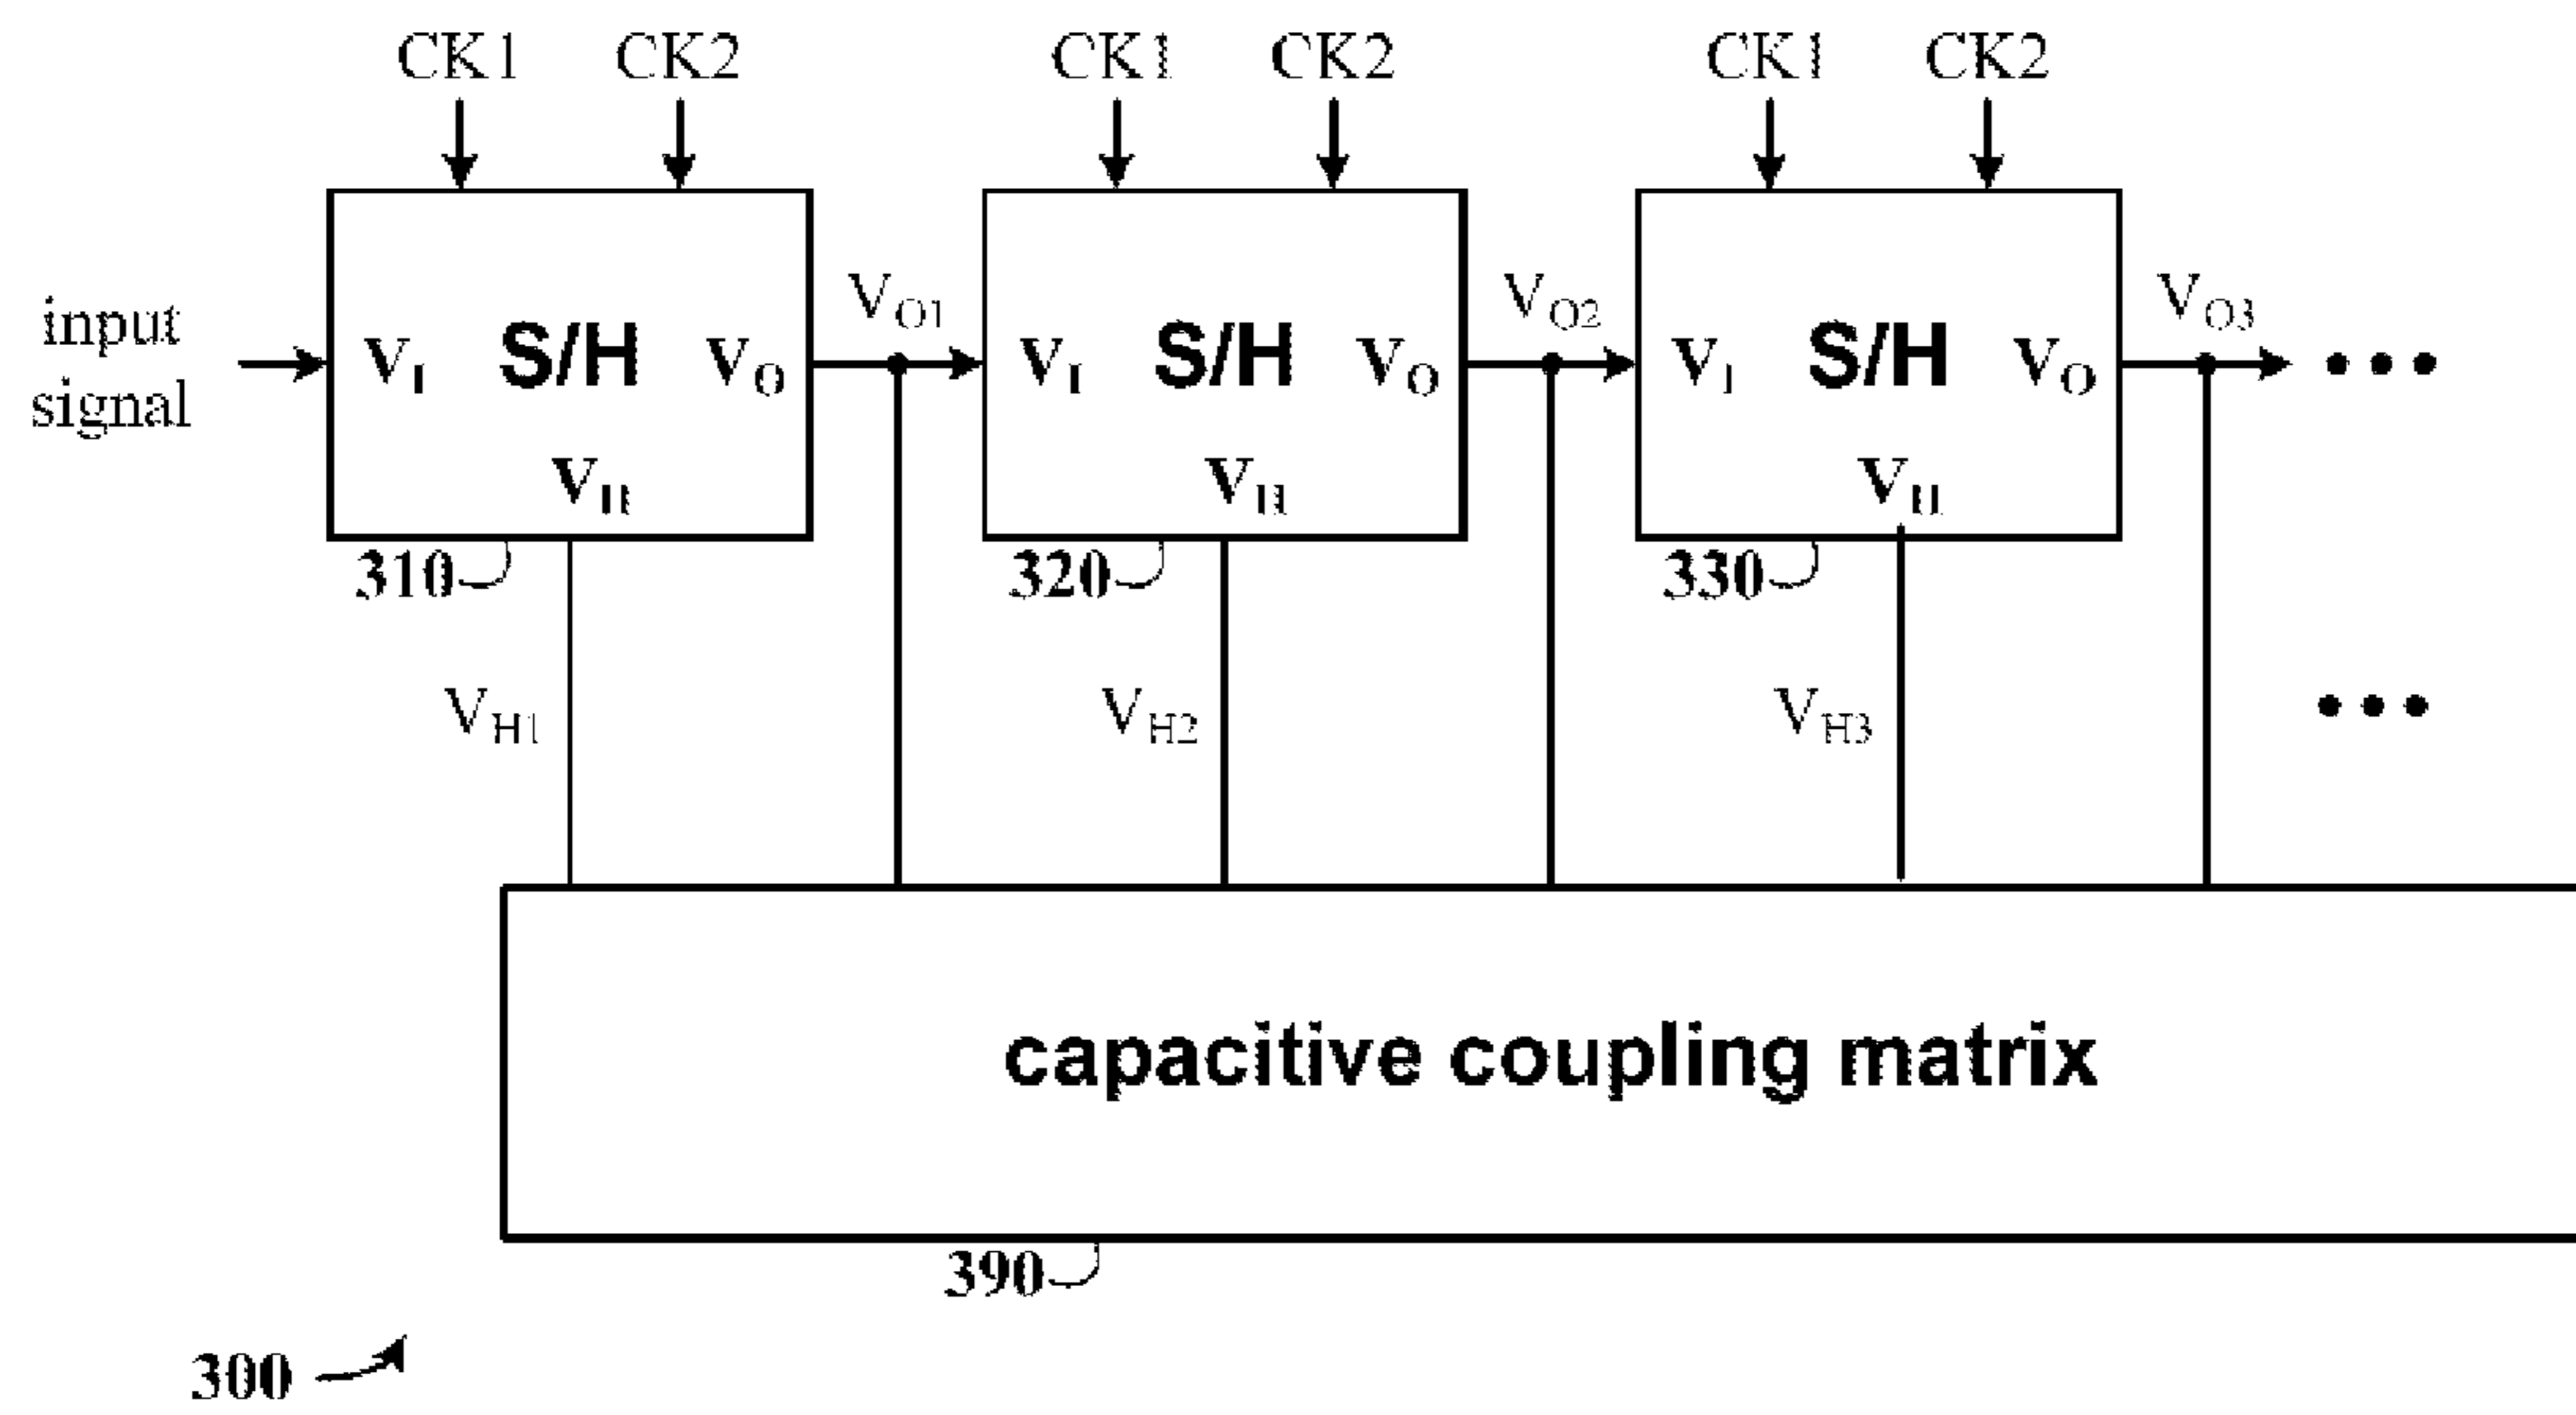 CK1 CK2 CK1 CK2 CK1 CK2
input
signal
V_I S/H V_O V_O1 V_I S/H V_O V_O2 V_I S/H V_O V_O3 •••
V_H V_H V_H
310 320 330
V_H1 V_H2 V_H3 •••
capacitive coupling matrix
390
300